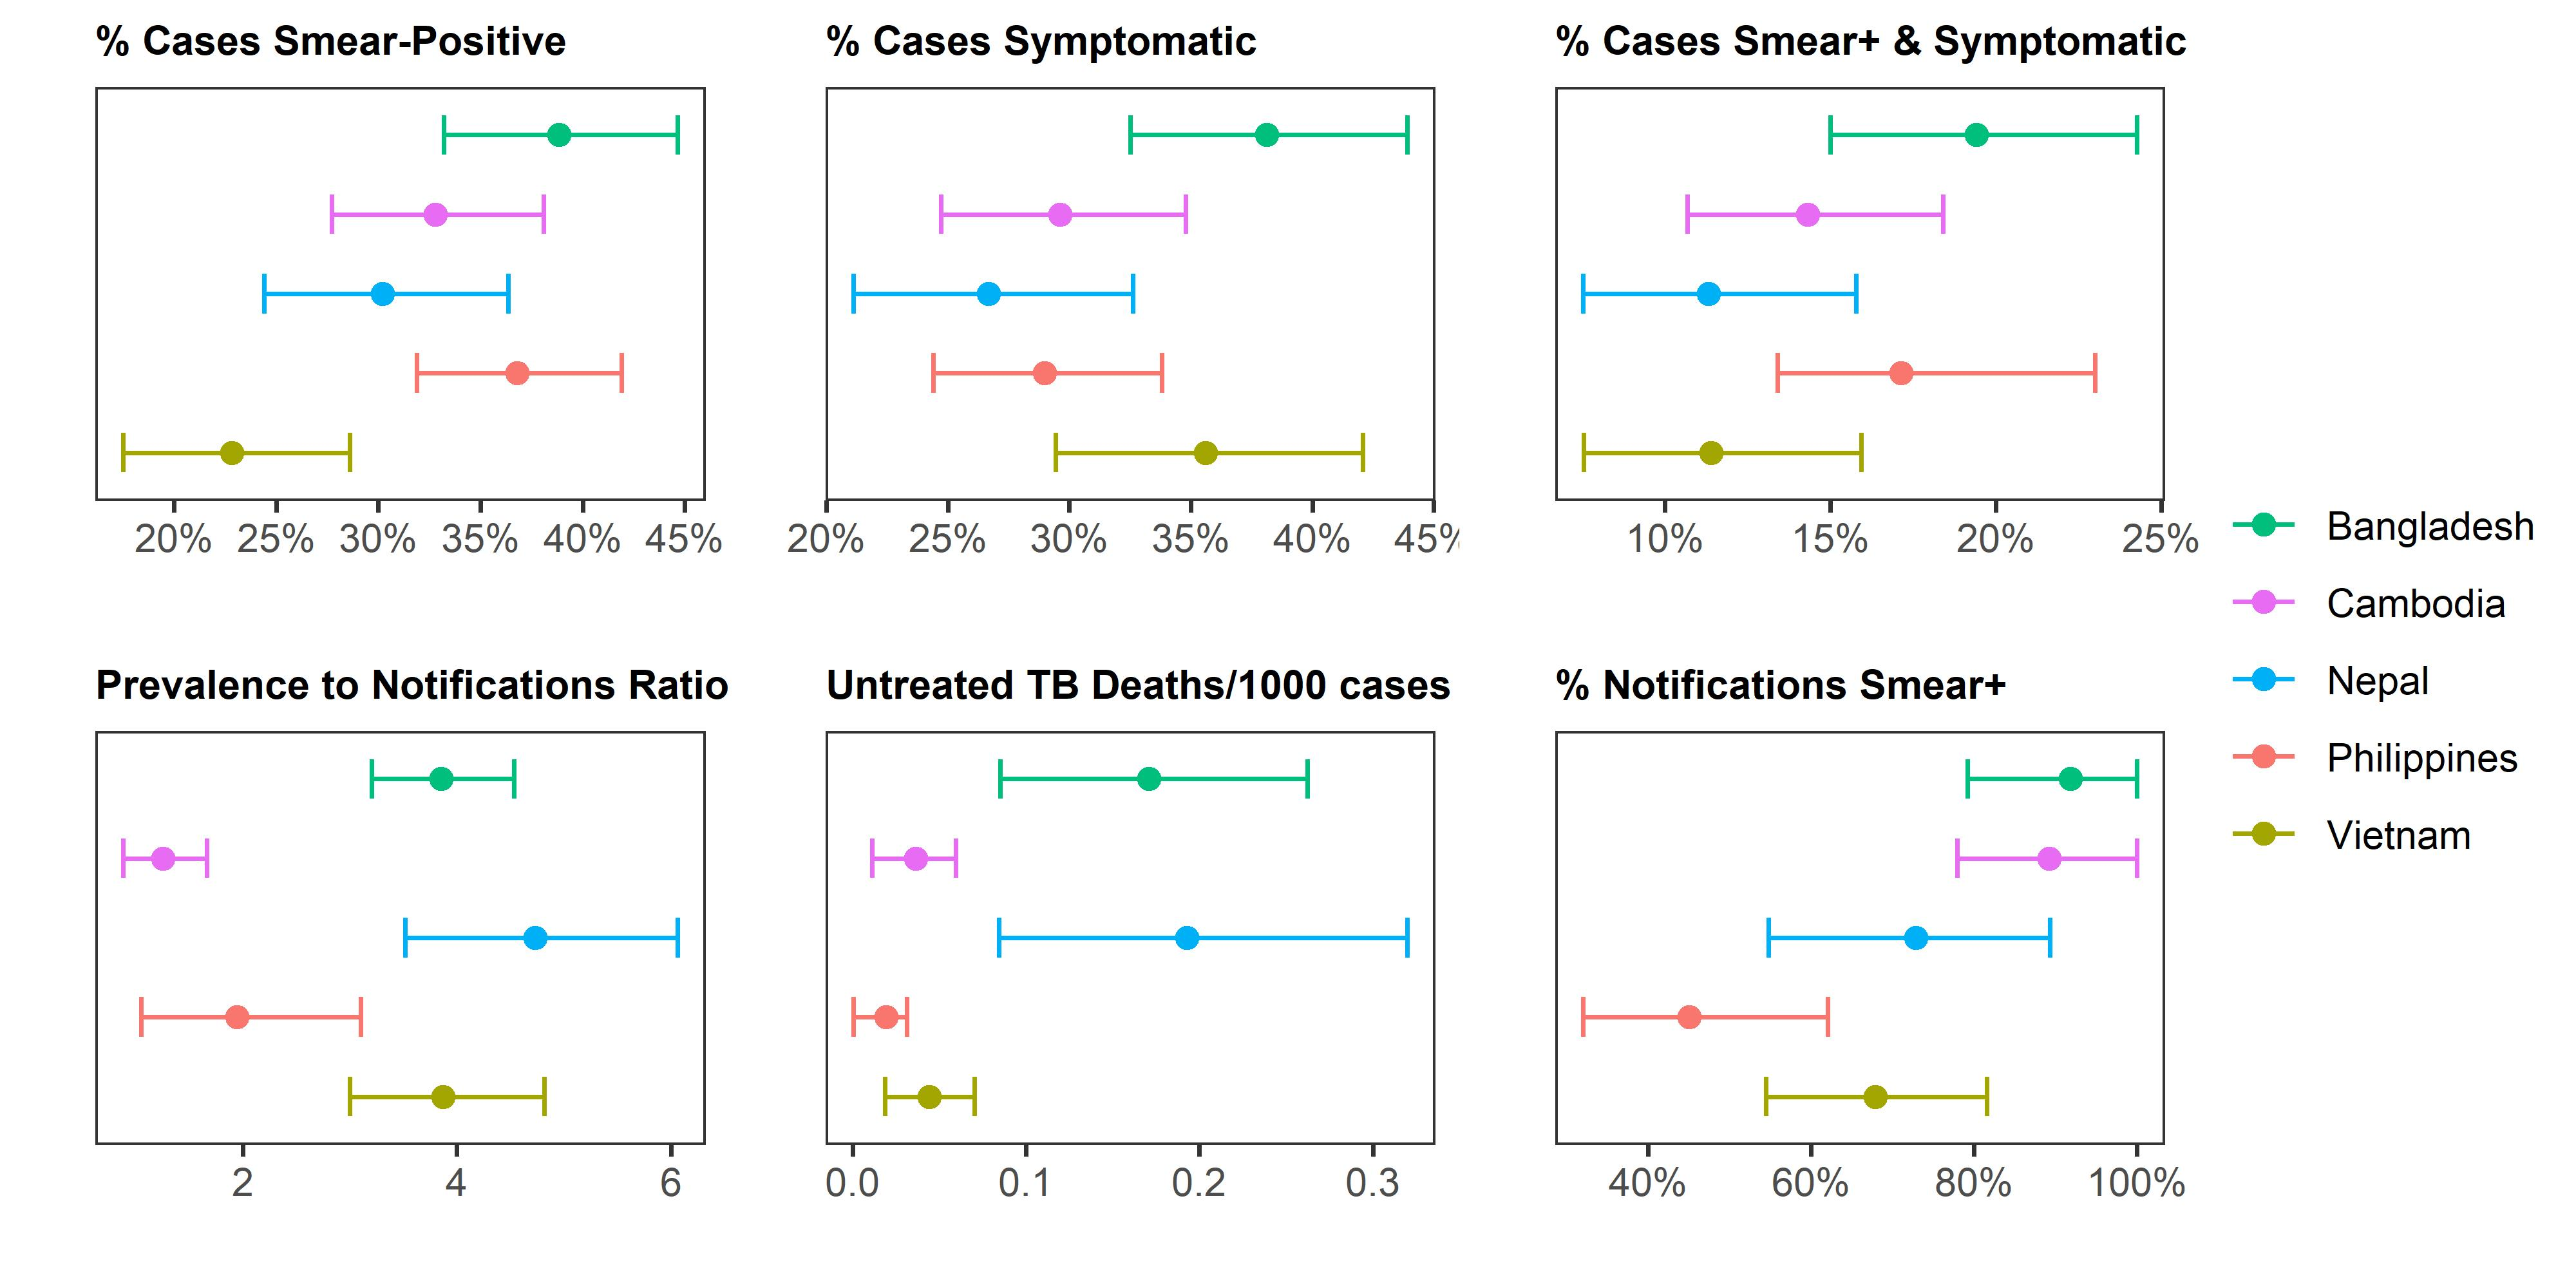 % Cases Smear-Positive
% Cases Symptomatic
% Cases Smear+ & Symptomatic
20% 25% 30% 35% 40% 45%
20% 25% 30% 35% 40% 45%
10% 15% 20% 25%
Bangladesh
Cambodia
Nepal
Philippines
Vietnam
Prevalence to Notifications Ratio
Untreated TB Deaths/1000 cases
% Notifications Smear+
2 4 6
0.0 0.1 0.2 0.3
40% 60% 80% 100%